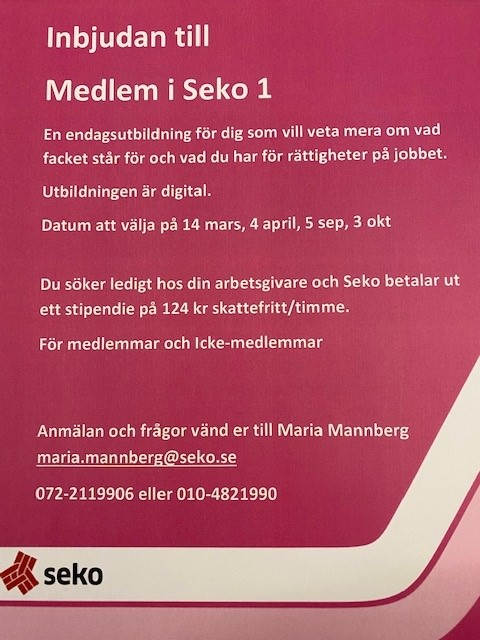 Inbjudan till
Medlem i Seko 1
En endagsutbildning för dig som vill veta mera om vad
facket står för och vad du har för rättigheter på jobbet.
Utbildningen är digital.
Datum att välja på 14 mars, 4 april, 5 sep, 3 okt
Du söker ledigt hos din arbetsgivare och Seko betalar ut
ett stipendie på 124 kr skattefritt/timme.
För medlemmar och Icke-medlemmar
Anmälan och frågor vänd er till Maria Mannberg
maria.mannberg@seko.se
072-2119906 eller 010-4821990
seko